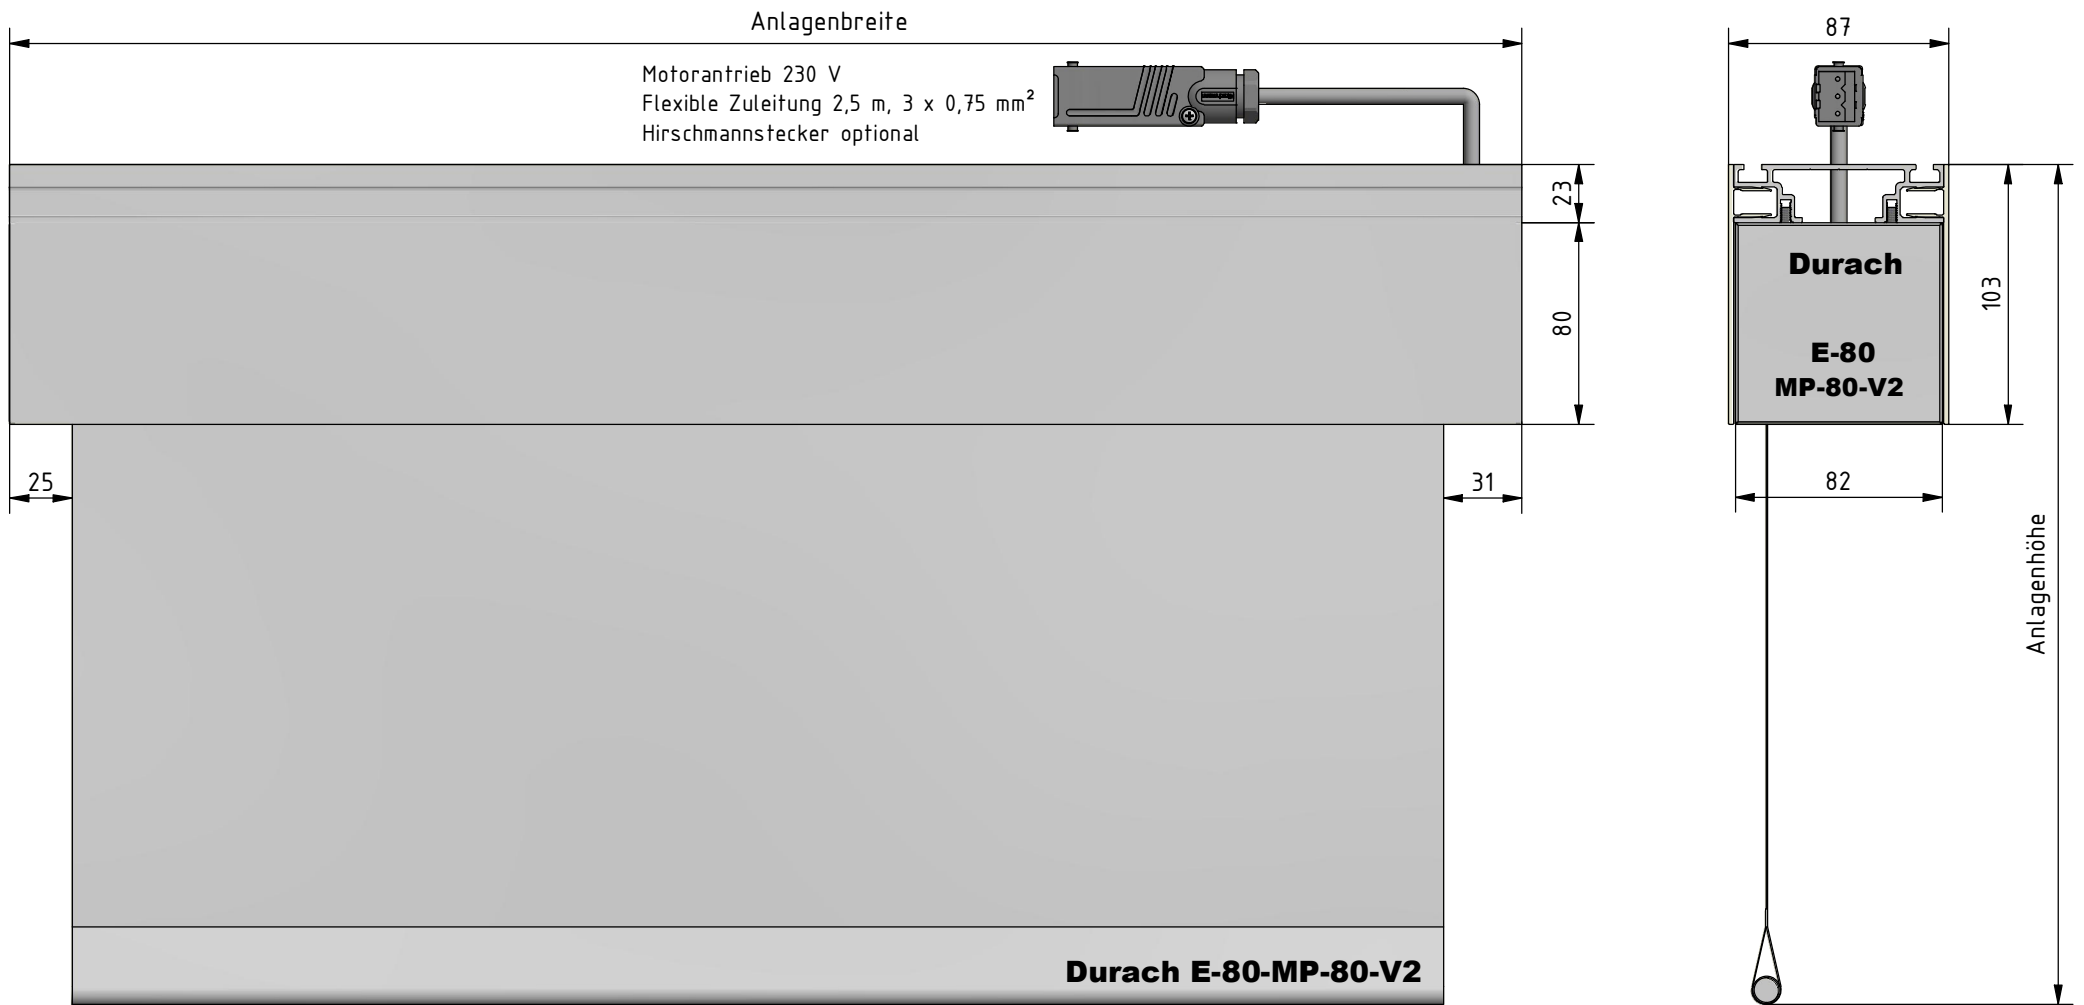 Anlagenbreite
87
Motorantrieb 230 V
Flexible Zuleitung 2,5 m, 3 x 0,75 mm²
Hirschmannstecker optional
23
80
103
Durach
E-80
MP-80-V2
25
31
82
Anlagenhöhe
Durach E-80-MP-80-V2